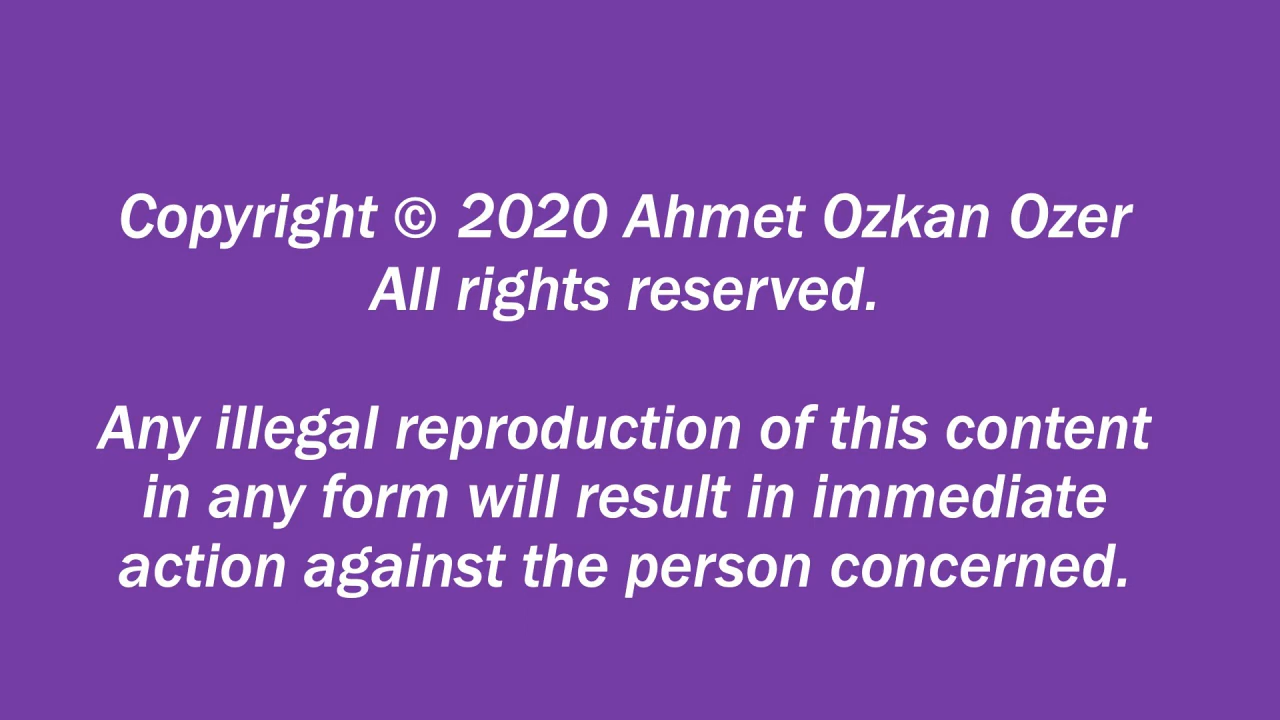 Copyright © 2020 Ahmet Ozkan Ozer
All rights reserved.
Any illegal reproduction of this content
in any form will result in immediate
action against the person concerned.